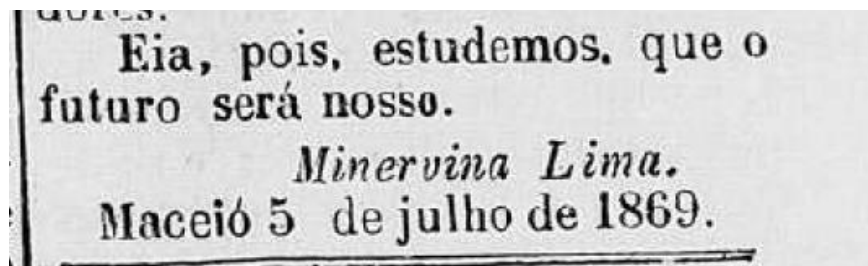 Eia, pois, estudemos, que o
futuro será nosso.
Minervina Lima.
Maceió 5 de julho de 1869.